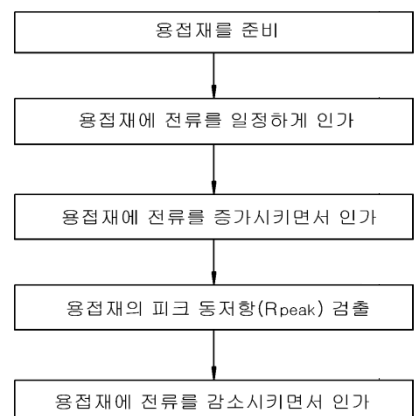 용접재를 준비
용접재에 전류를 일정하게 인가
용접재에 전류를 증가시키면서 인가
용접재의 피크 동저항(Rpeak) 검출
용접재에 전류를 감소시키면서 인가